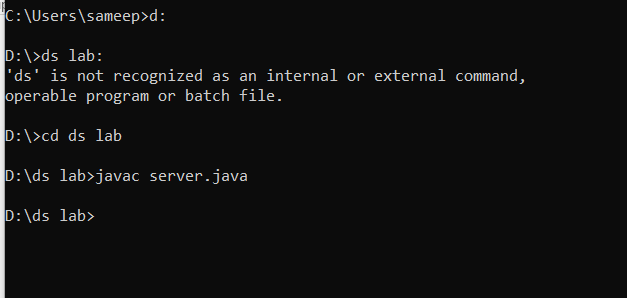 C:\Users\sameep>d:
D:\>ds lab:
'ds' is not recognized as an internal or external command,
operable program or batch file.
D:\>cd ds lab
D:\ds lab>javac server.java
D:\ds lab>